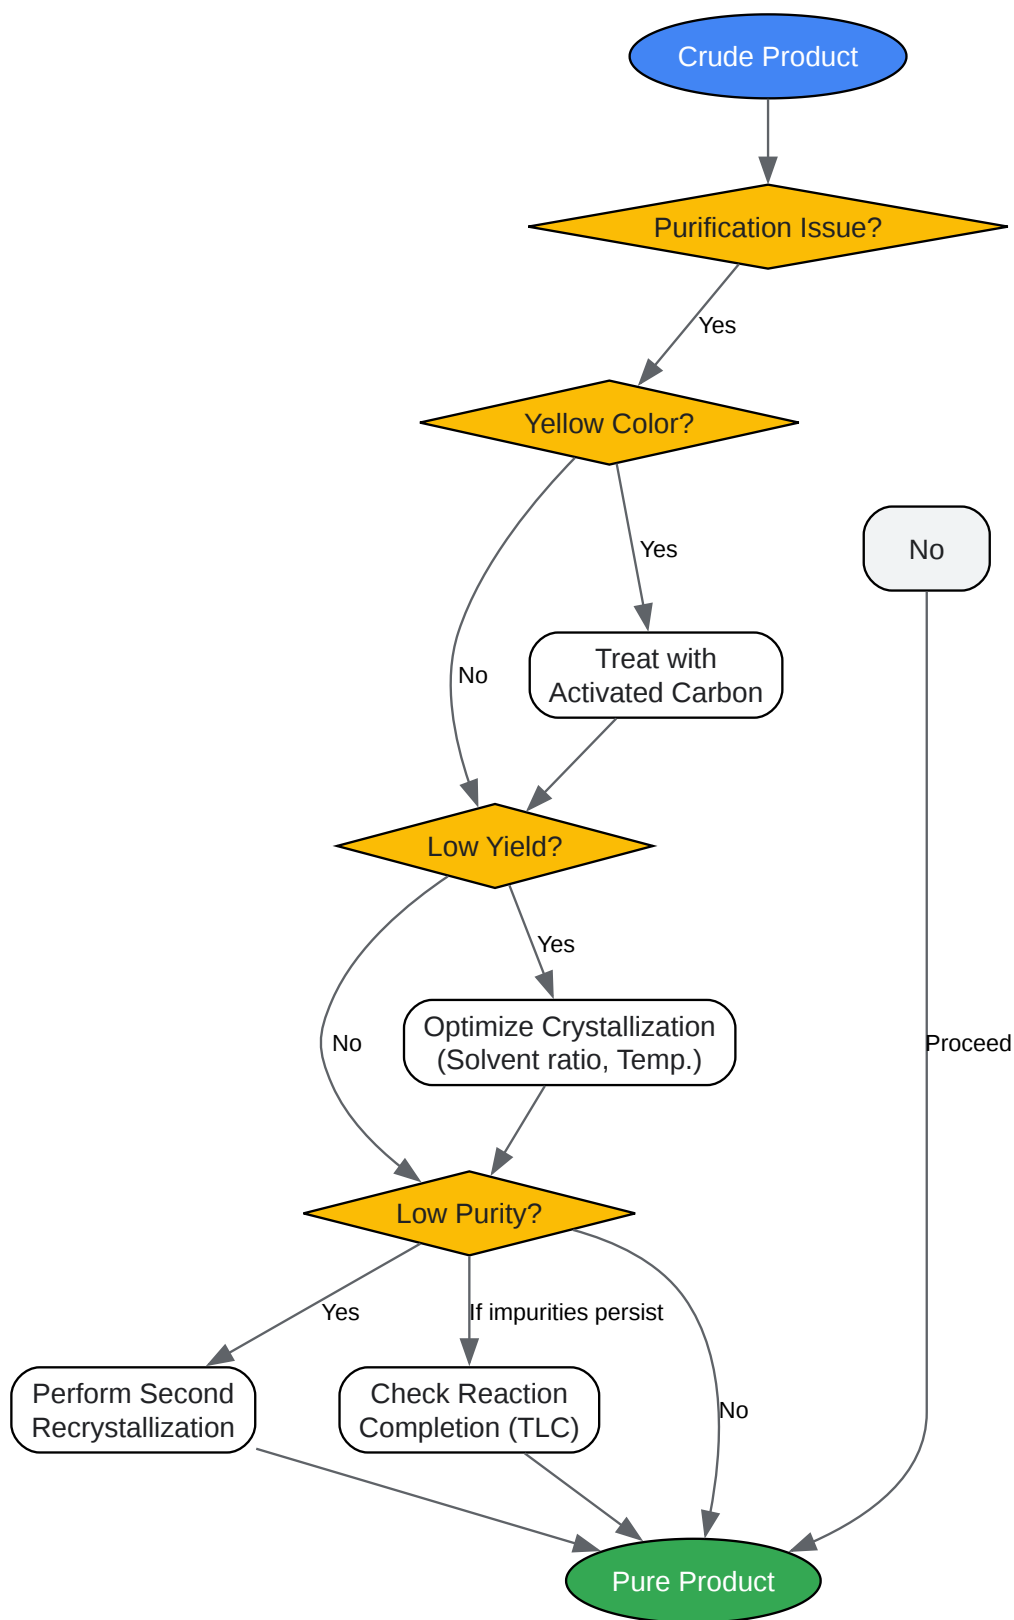 Crude Product
Purification Issue?
Yes
Yellow Color?
Yes
No
Treat with
Activated Carbon
No
Low Yield?
Yes
Optimize Crystallization
(Solvent ratio, Temp.)
No
Proceed
Low Purity?
Yes
If impurities persist
Perform Second
Recrystallization
Check Reaction
Completion (TLC)
No
Pure Product